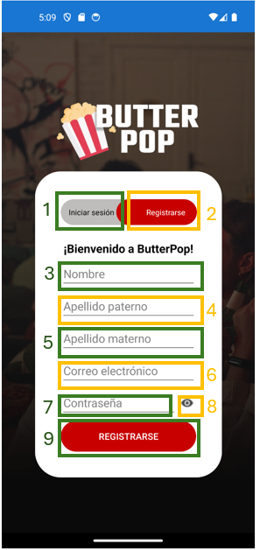 5:09
BUTTER
POP
1 Iniciar sesión Registrarse 2
¡Bienvenido a ButterPop!
3 Nombre
Apellido paterno 4
5 Apellido materno
Correo electrónico 6
7 Contraseña 8
9 REGISTRARSE